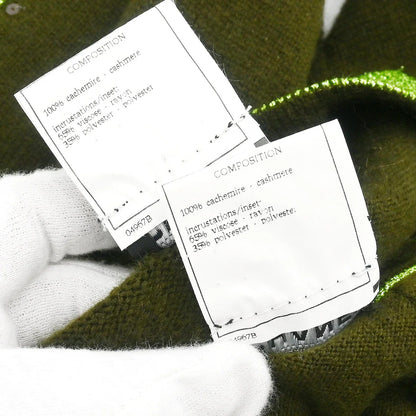 COMPOSITION
100% cachemire - cashmere
incrustations/inset:
65% viscose - rayon
35% polyester - polyester
04967B
COMPOSITION
100% cachemire - cashmere
incrustations/inset:
65% viscose - rayon
35% polyester - polyester
04967B